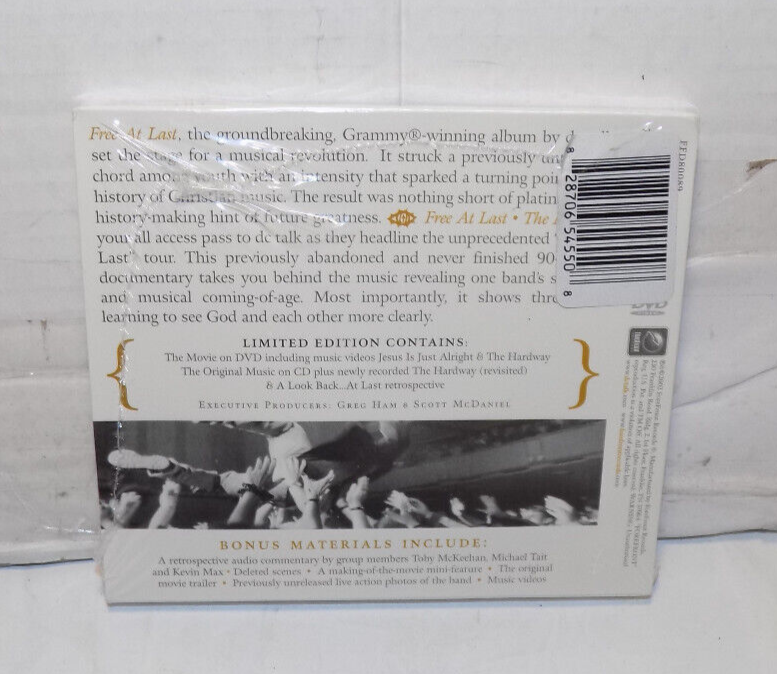 Free At Last, the groundbreaking, Grammy®-winning album by d
set the stage for a musical revolution. It struck a previously un
chord among youth with an intensity that sparked a turning poin
history of Christian music. The result was nothing short of platin
history-making hint of future greatness. Free At Last • The
your all access pass to dc talk as they headline the unprecedented
Last" tour. This previously abandoned and never finished 90-
documentary takes you behind the music revealing one band's s
and musical coming-of-age. Most importantly, it shows thre
learning to see God and each other more clearly.
LIMITED EDITION CONTAINS:
The Movie on DVD including music videos Jesus Is Just Alright & The Hardway
The Original Music on CD plus newly recorded The Hardway (revisited)
& A Look Back...At Last retrospective
EXECUTIVE PRODUCERS: GREG HAM & SCOTT MCDANIEL
BONUS MATERIALS INCLUDE:
A retrospective audio commentary by group members Toby McKeehan, Michael Tait
and Kevin Max • Deleted scenes • A making-of-the-movie mini-feature • The original
movie trailer • Previously unreleased live action photos of the band • Music videos
8 28706 54550 8
FFD80089
DVD